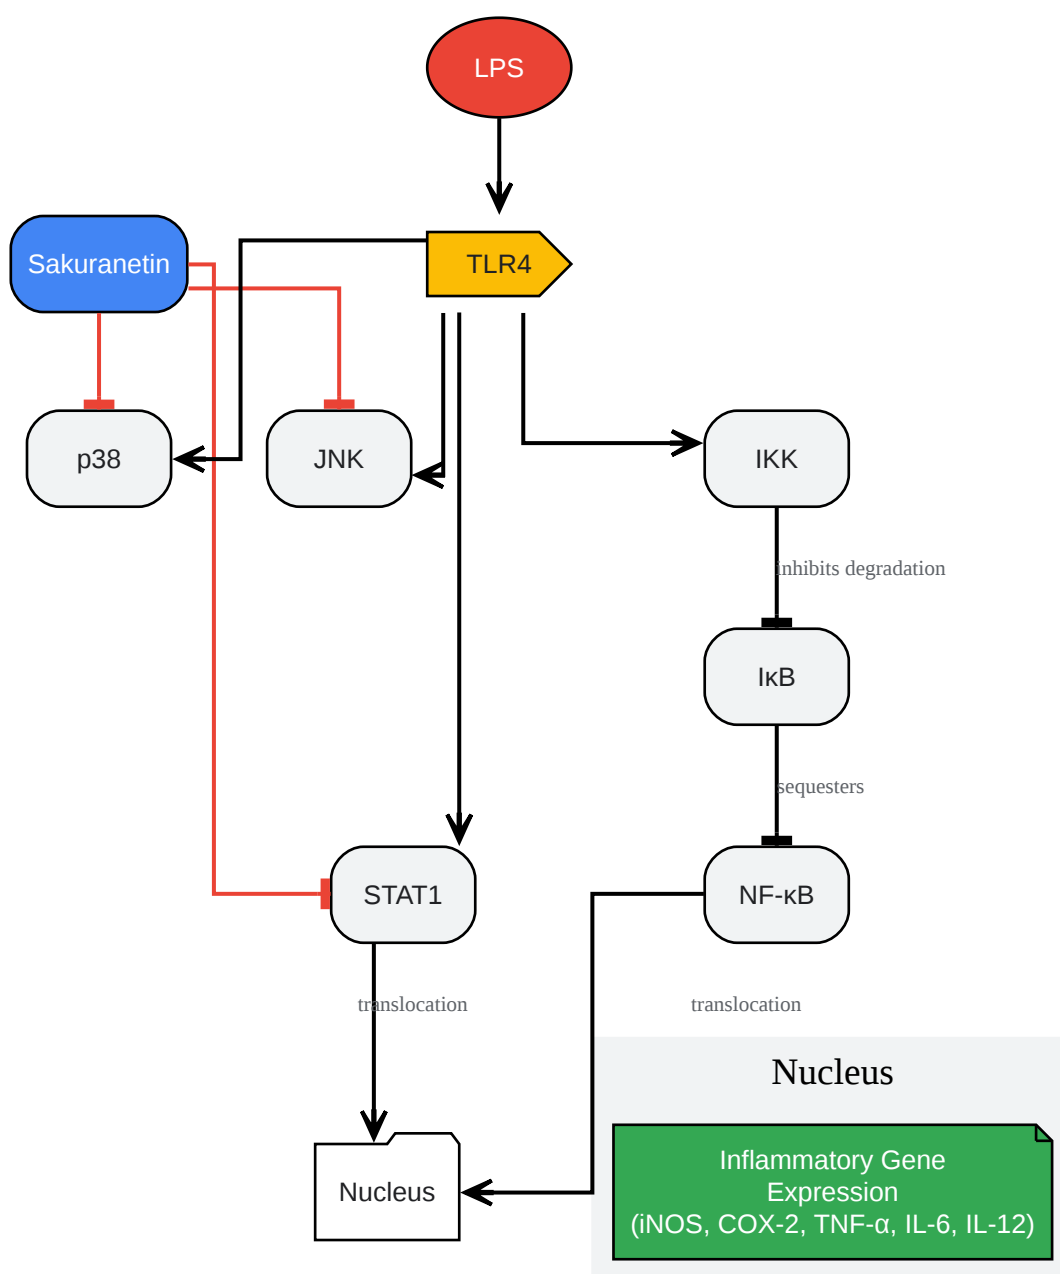 LPS
Sakuranetin
TLR4
p38
JNK
IKK
inhibits degradation
IκB
sequesters
STAT1
NF-κB
translocation
translocation
Nucleus
Nucleus
Inflammatory Gene
Expression
(iNOS, COX-2, TNF-α, IL-6, IL-12)